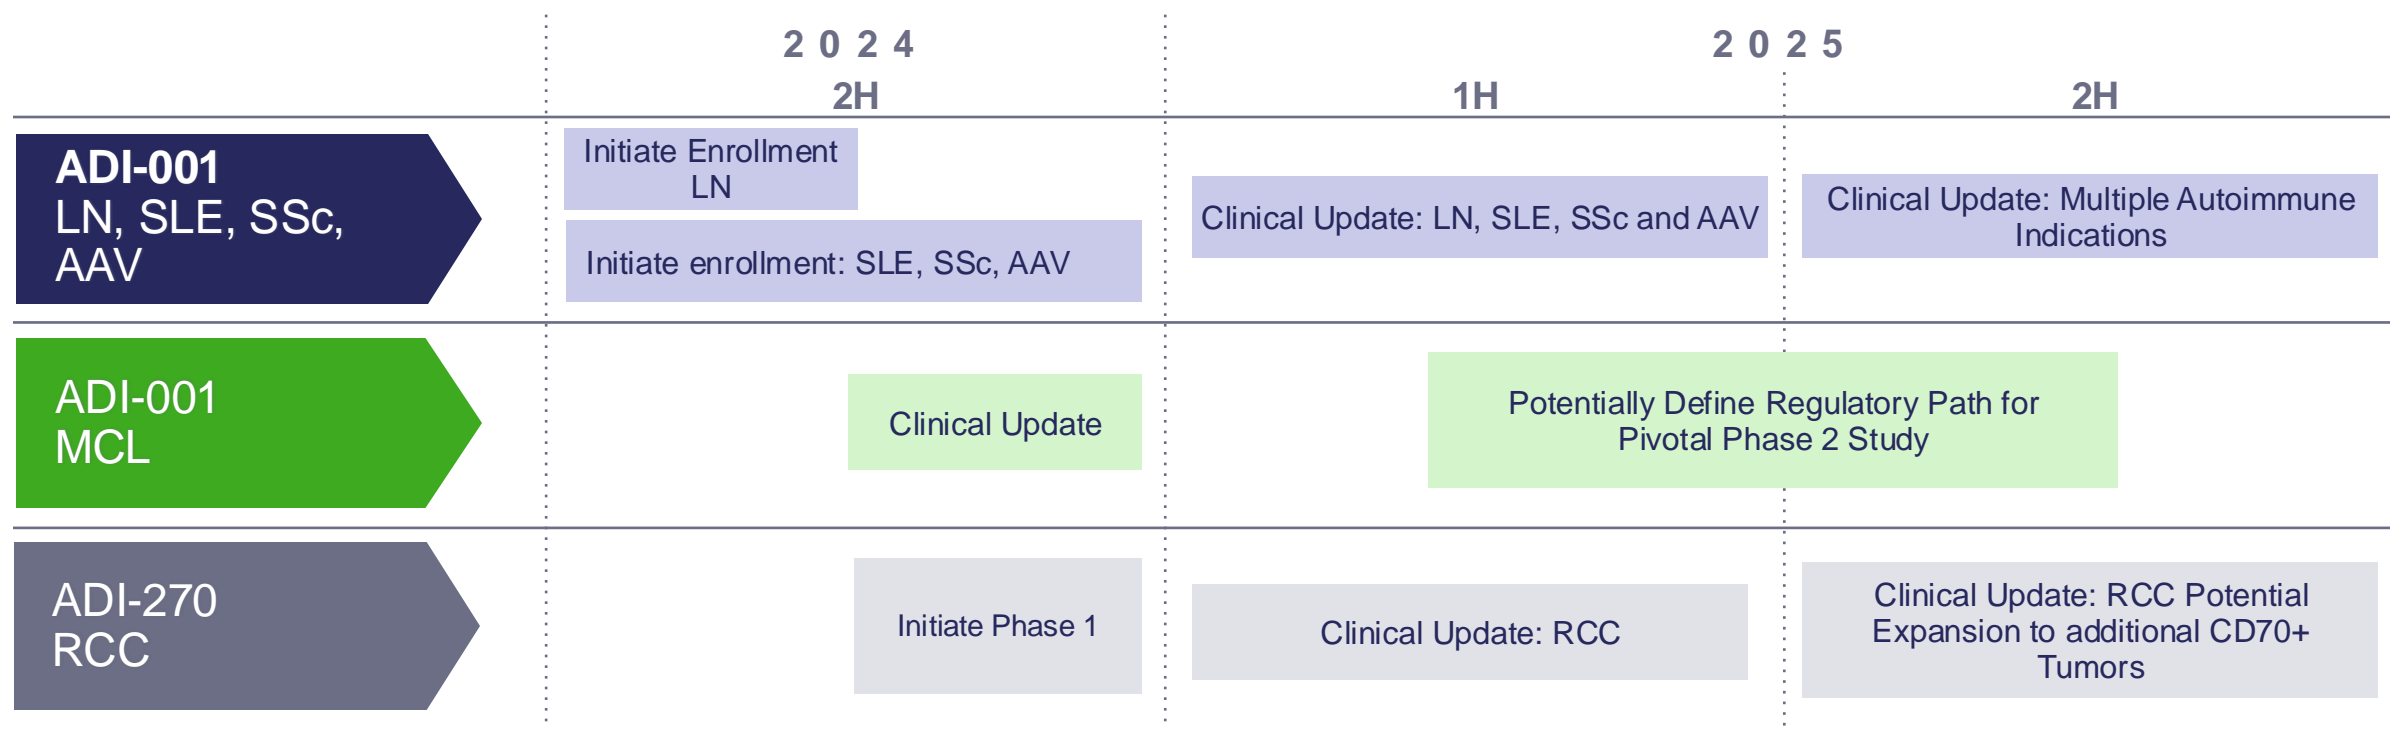 2 0 2 4
2 0 2 5
2H
1H
2H
ADI-001
LN, SLE, SSc,
AAV
Initiate Enrollment
LN
Initiate enrollment: SLE, SSc, AAV
Clinical Update: LN, SLE, SSc and AAV
Clinical Update: Multiple Autoimmune
Indications
ADI-001
MCL
Clinical Update
Potentially Define Regulatory Path for
Pivotal Phase 2 Study
ADI-270
RCC
Initiate Phase 1
Clinical Update: RCC
Clinical Update: RCC Potential
Expansion to additional CD70+
Tumors